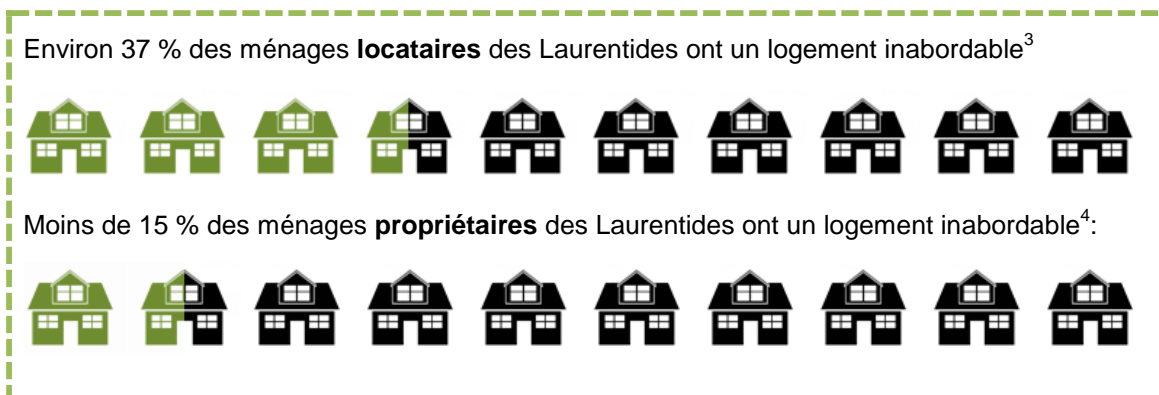 Environ 37 % des ménages locataires des Laurentides ont un logement inabordable³
Moins de 15 % des ménages propriétaires des Laurentides ont un logement inabordable⁴: